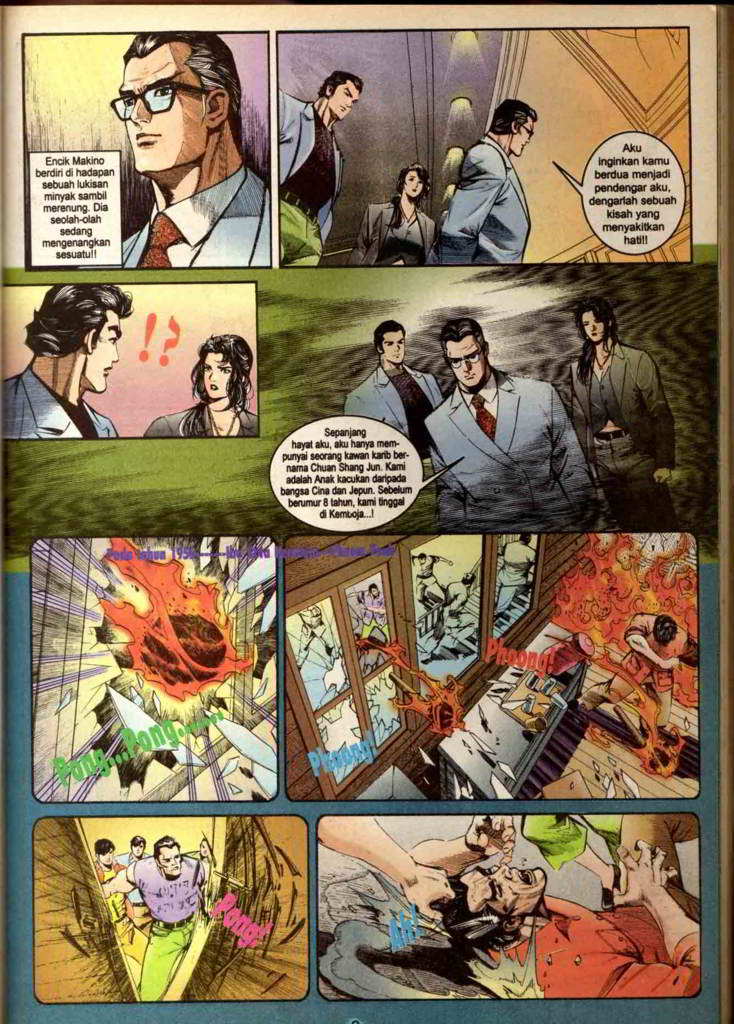 Encik Makino
berdiri di hadapan
sebuah lukisan
minyak sambil
merenung. Dia
seolah-olah
sedang
mengenangkan
sesuatu!!
Aku
inginkan kamu
berdua menjadi
pendengar aku,
dengarlah sebuah
kisah yang
menyakitkan
hati!!
!?
Sepanjang
hayat aku, aku hanya mem-
punyai seorang kawan karib ber-
nama Chuan Shang Jun. Kami
adalah Anak kacukan daripada
bangsa Cina dan Jepun. Sebelum
berumur 8 tahun, kami tinggal
di Kemboja...!
Pada tahun 1956
Pong...Pong......
Phoong!
Phoong!
Pong!
Ah!